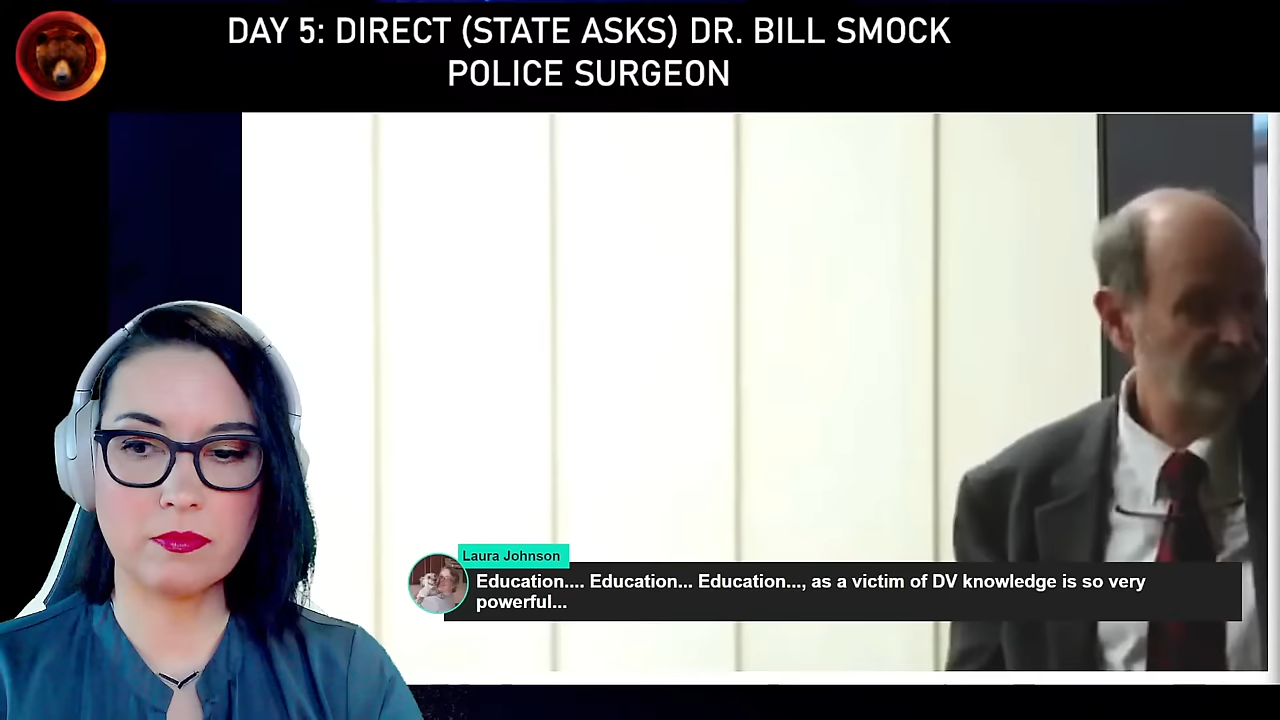 DAY 5: DIRECT (STATE ASKS) DR. BILL SMOCK
POLICE SURGEON
Laura Johnson
Education.... Education... Education..., as a victim of DV knowledge is so very
powerful...